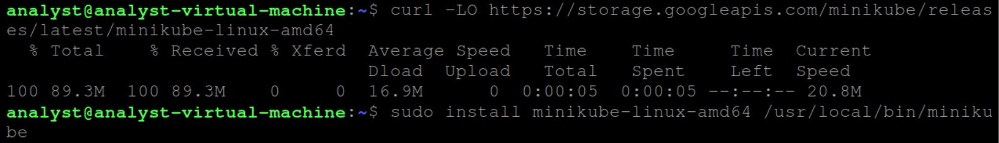 analyst@analyst-virtual-machine:~$ curl -LO https://storage.googleapis.com/minikube/releas
es/latest/minikube-linux-amd64
  % Total    % Received % Xferd  Average Speed   Time    Time     Time  Current
                                 Dload  Upload   Total   Spent    Left  Speed
100 89.3M  100 89.3M    0     0  16.9M      0  0:00:05  0:00:05 --:--:-- 20.8M
analyst@analyst-virtual-machine:~$ sudo install minikube-linux-amd64 /usr/local/bin/miniku
be